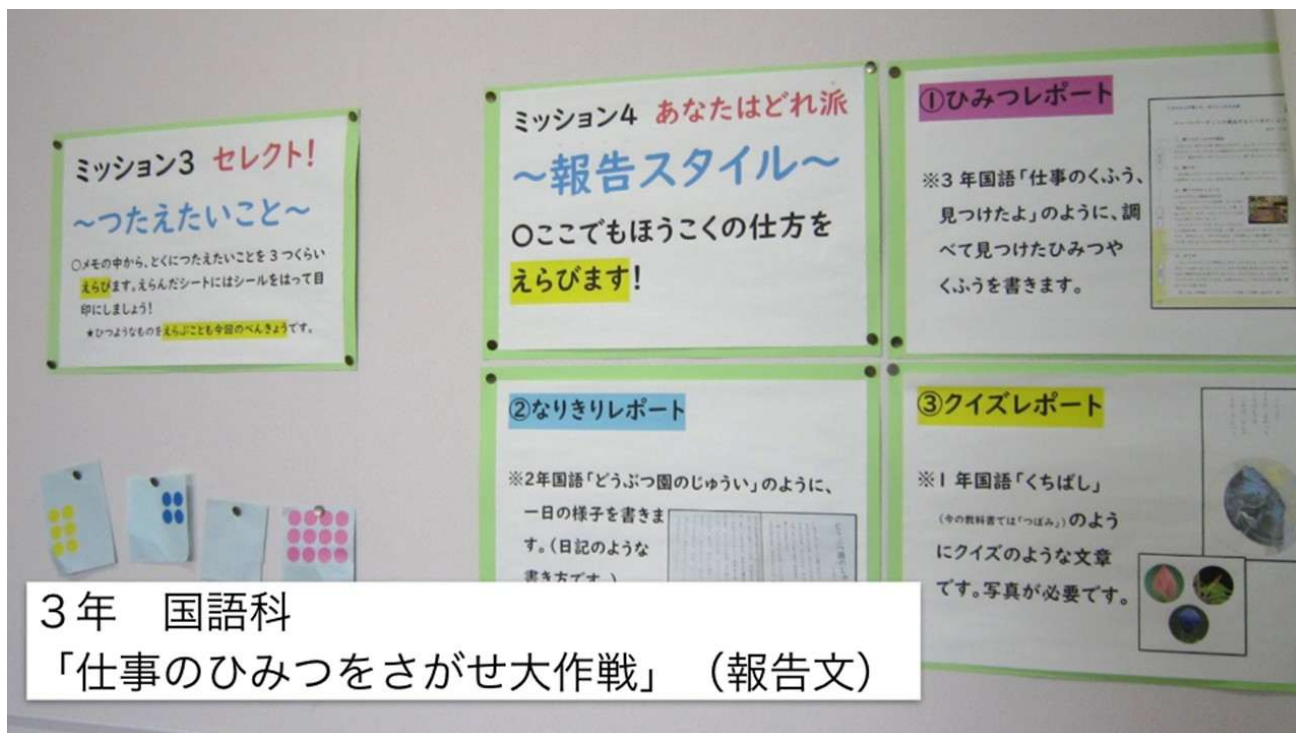 ミッション3 セレクト!
~つたえたいこと~
○メモの中から、とくにつたえたいことを3つくらい
えらびます。えらんだシートにはシールをはって目
印にしましょう!
★ひつようなものをえらぶことも今回のべんきょうです。
ミッション4 あなたはどれ派
~報告スタイル~
○ここでもほうこくの仕方を
えらびます!
①ひみつレポート
※3年国語「仕事のくふう、
見つけたよ」のように、調
べて見つけたひみつや
くふうを書きます。
②なりきりレポート
※2年国語「どうぶつ園のじゅうい」のように、
一日の様子を書きま
す。(日記のような
書き方です。)
③クイズレポート
※1年国語「くちばし」
(今の教科書では「つぼみ」)のよう
にクイズのような文章
です。写真が必要です。
3年 国語科
「仕事のひみつをさがせ大作戦」(報告文)